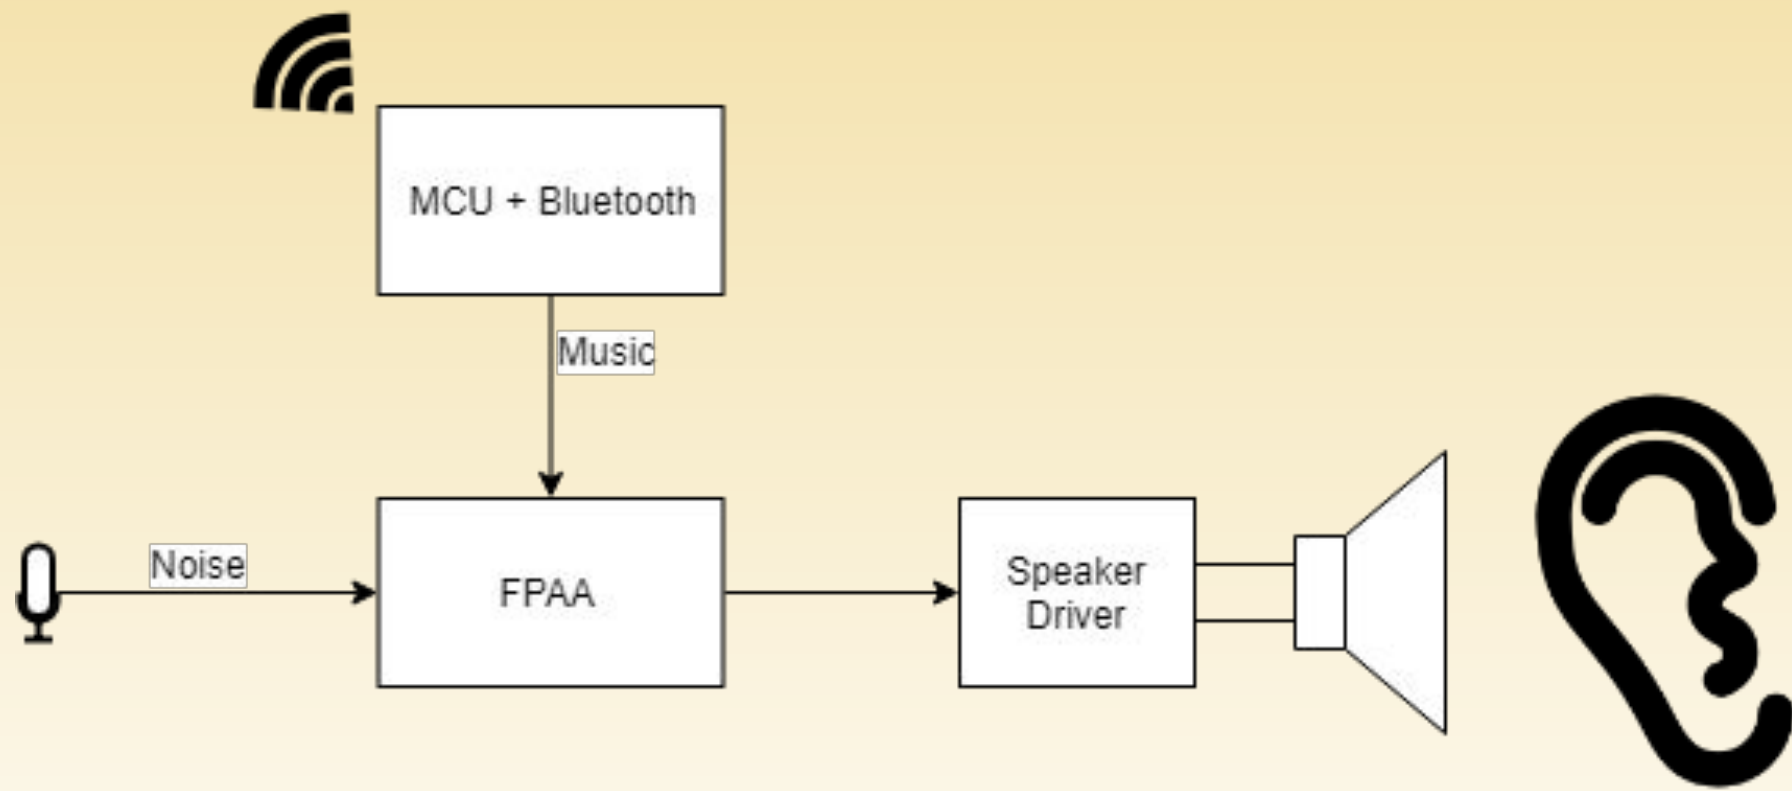 MCU + Bluetooth
Music
Noise
FPAA
Speaker
Driver